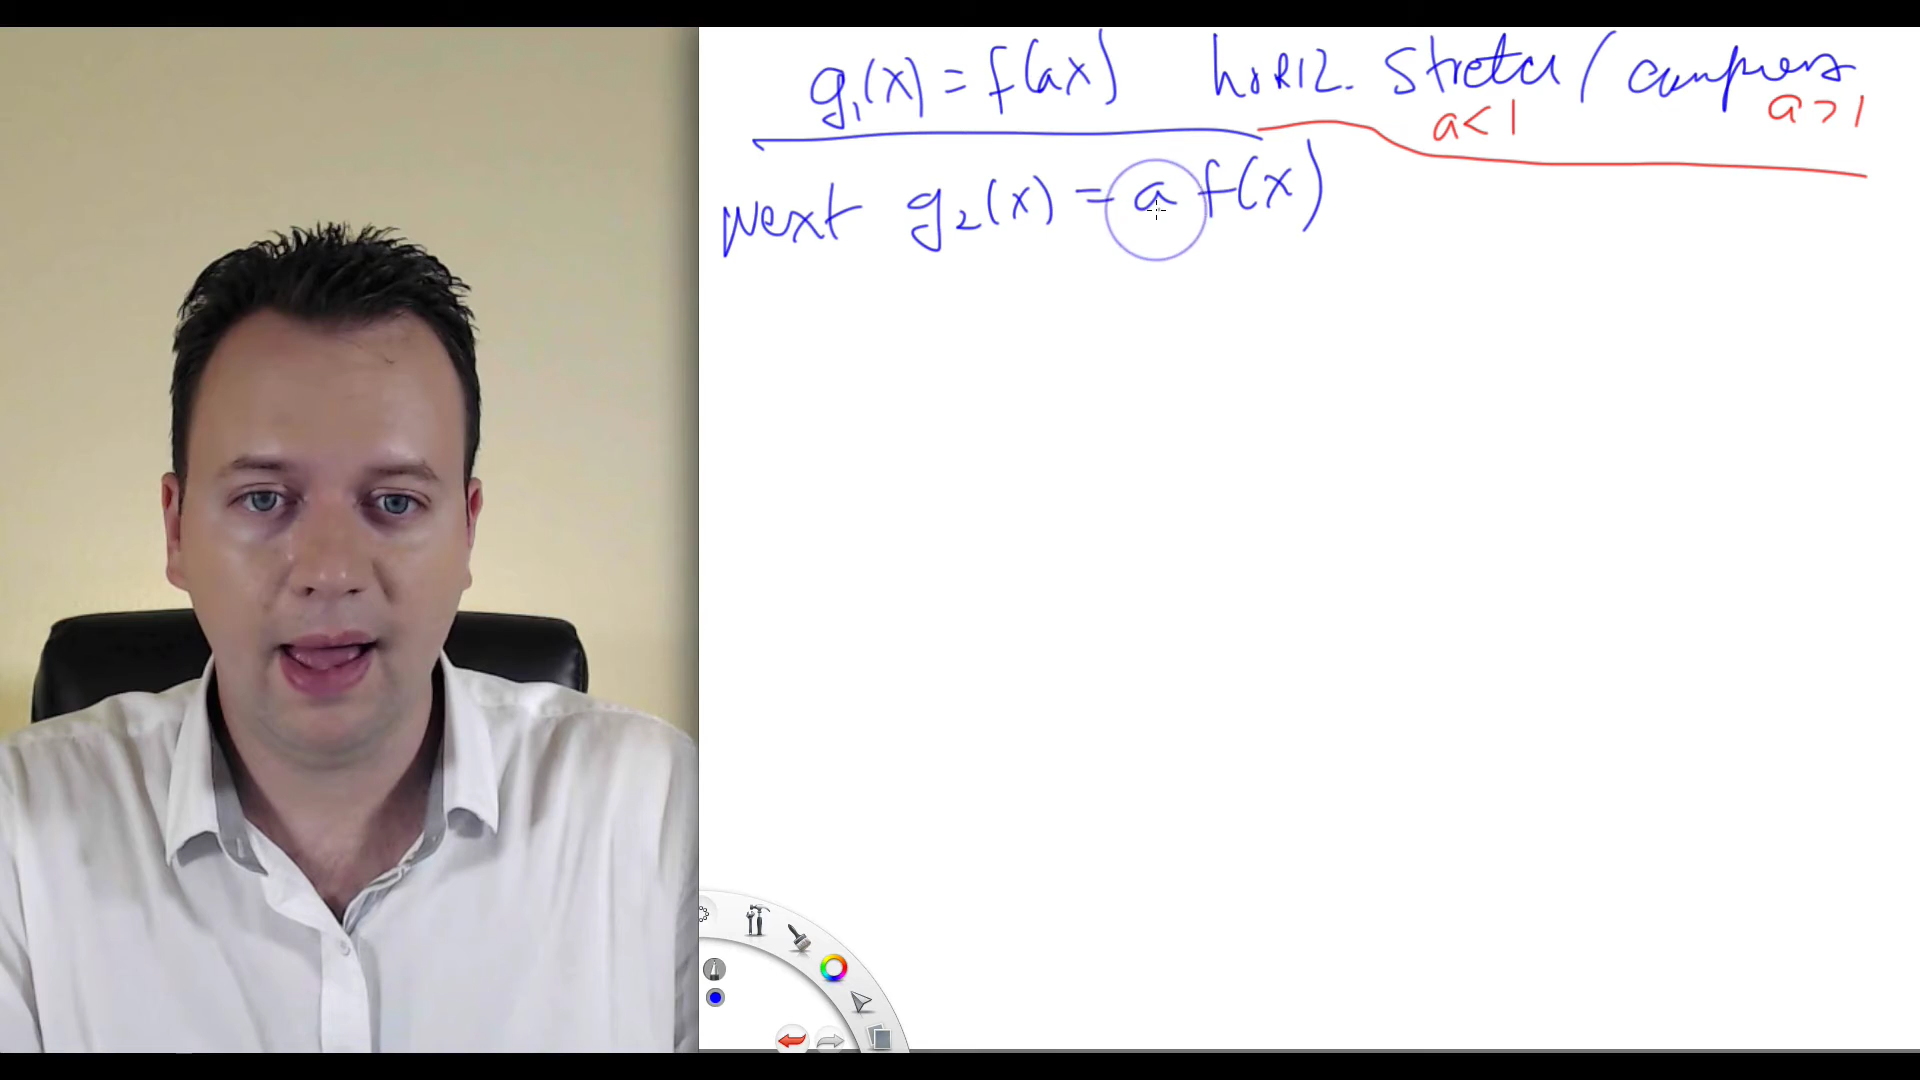 g₁(x) = f(ax) horiz. stretch / compress
a < 1 a > 1
Next g₂(x) = a f(x)